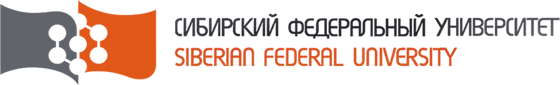 СИБИРСКИЙ ФЕДЕРАЛЬНЫЙ УНИВЕРСИТЕТ
SIBERIAN FEDERAL UNIVERSITY